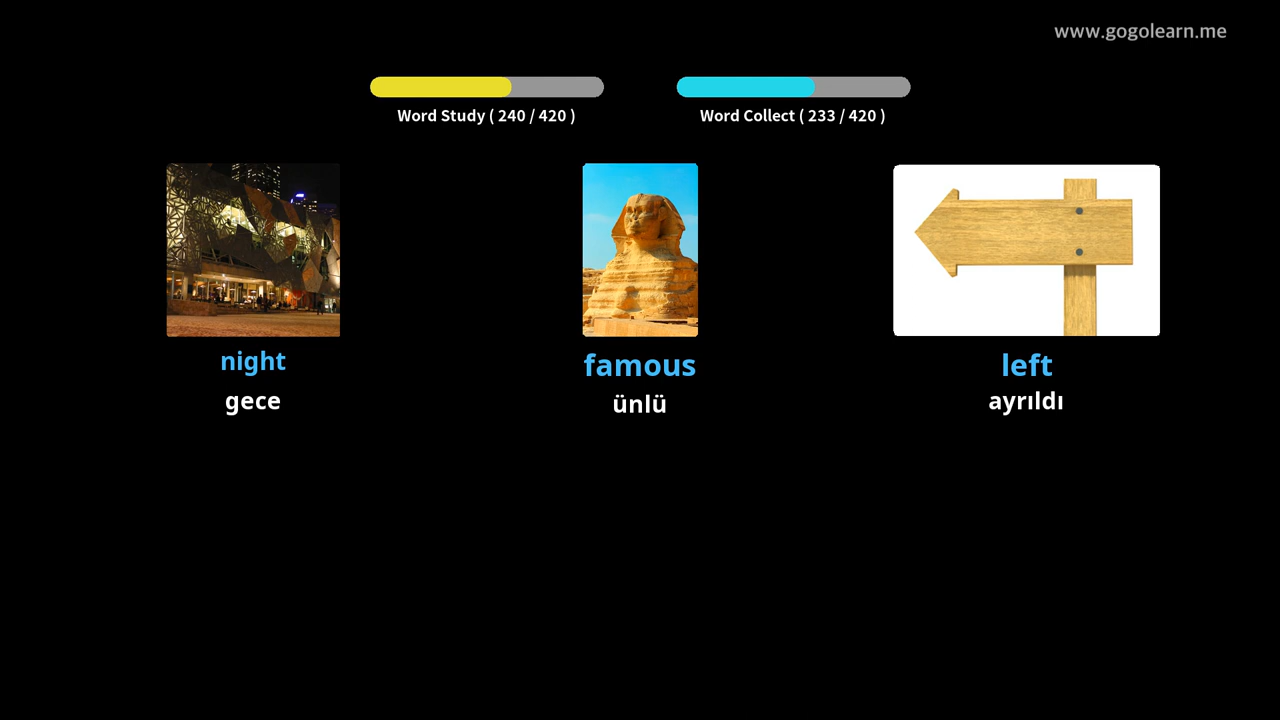 www.gogolearn.me
Word Study ( 240 / 420 )
Word Collect ( 233 / 420 )
night
gece
famous
ünlü
left
ayrıldı